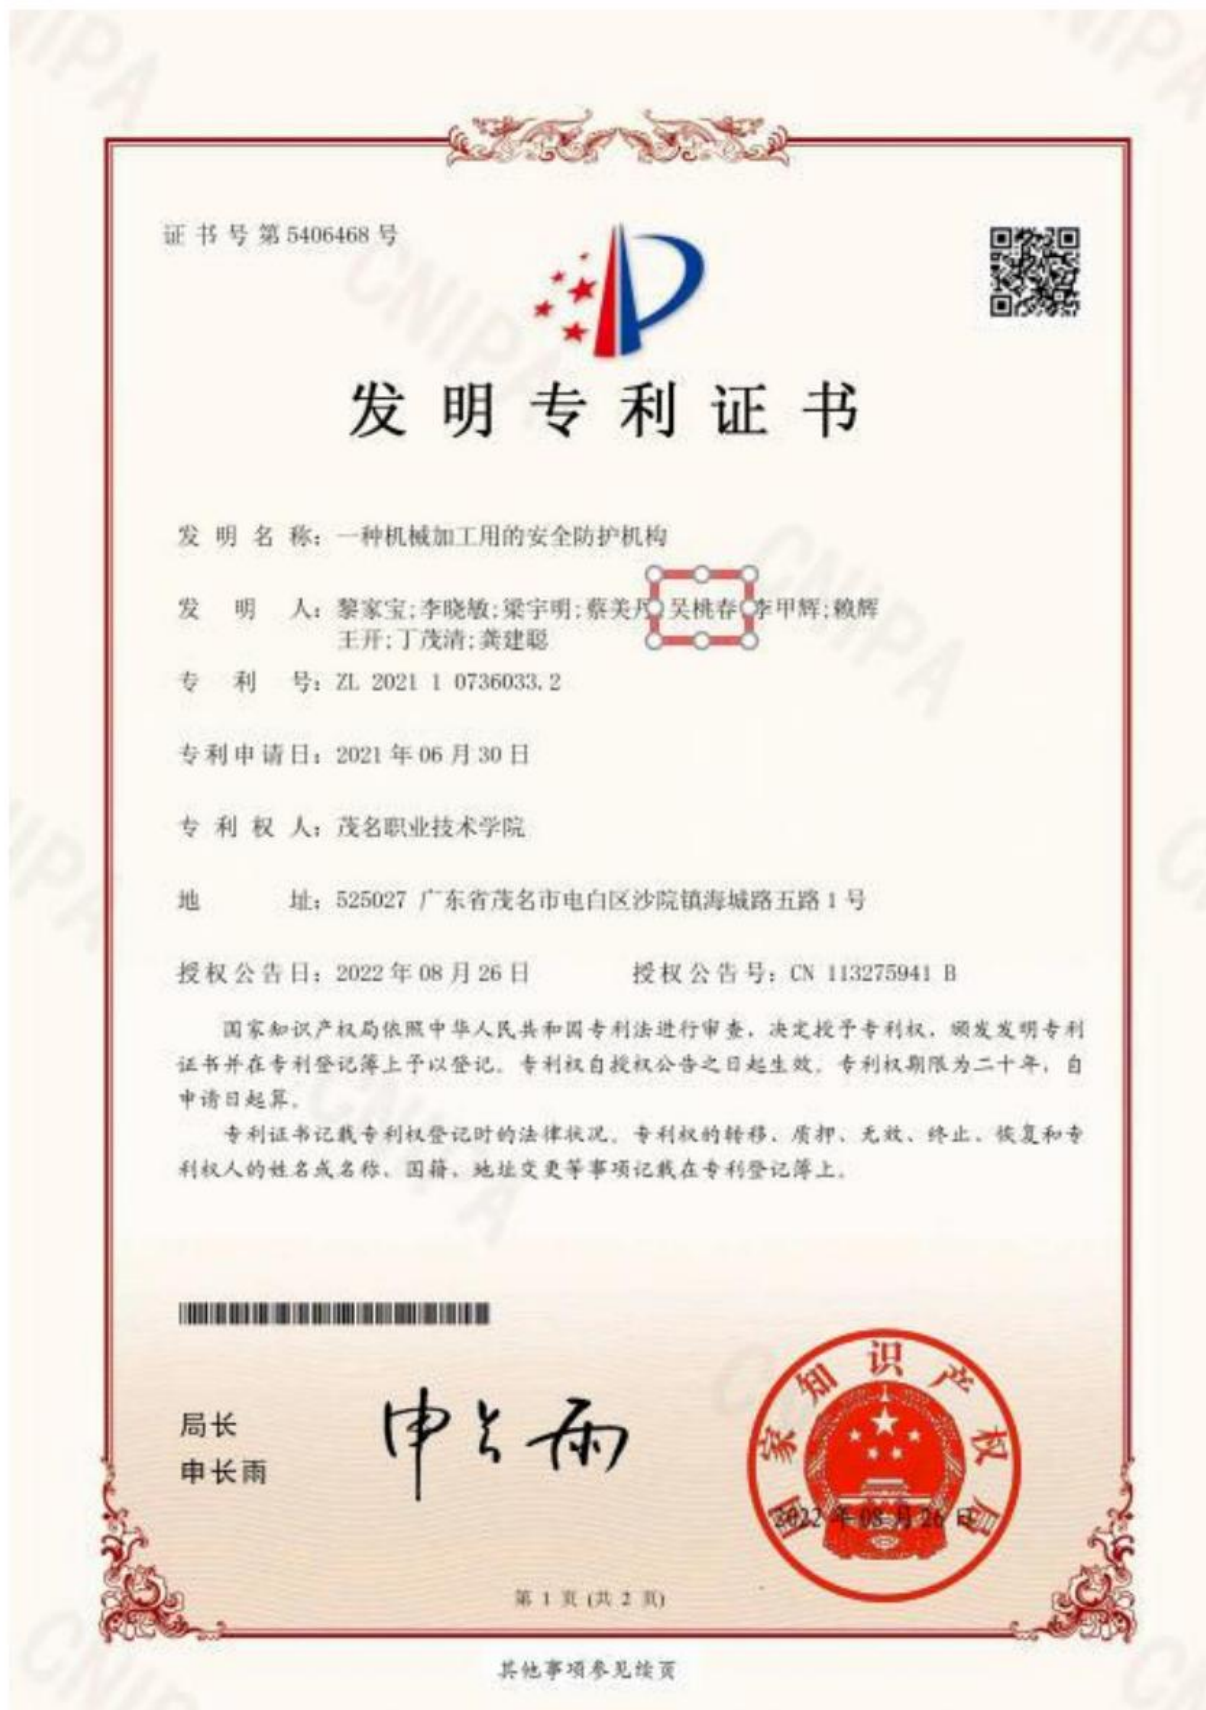 证书号第5406468号
发明专利证书
发明名称：一种机械加工用的安全防护机构
发明人：黎家宝;李晓敏;梁宇明;蔡美丹 吴桃春 李甲辉;赖辉
王开;丁茂清;龚建聪
专利号：ZL 2021 1 0736033.2
专利申请日：2021年06月30日
专利权人：茂名职业技术学院
地址：525027 广东省茂名市电白区沙院镇海城路五路1号
授权公告日：2022年08月26日 授权公告号：CN 113275941 B
国家知识产权局依照中华人民共和国专利法进行审查，决定授予专利权，颁发发明专利
证书并在专利登记簿上予以登记。专利权自授权公告之日起生效。专利权期限为二十年，自
申请日起算。
专利证书记载专利权登记时的法律状况。专利权的转移、质押、无效、终止、恢复和专
利权人的姓名或名称、国籍、地址变更等事项记载在专利登记簿上。
局长
申长雨
申长雨
国家知识产权局
2022年08月26日
第 1 页 (共 2 页)
其他事项参见续页
CNIPA